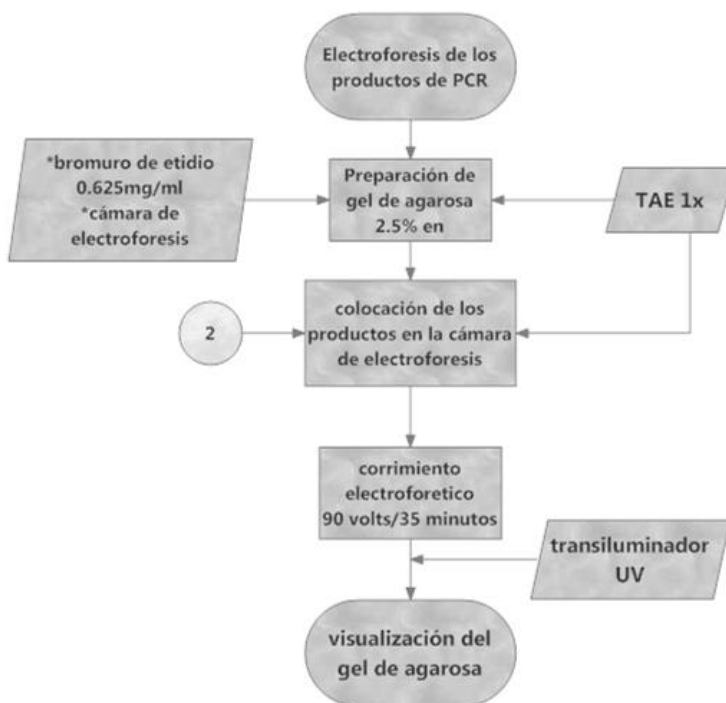 Electroforesis de los
productos de PCR
*bromuro de etidio
0.625mg/ml
*cámara de
electroforesis
Preparación de
gel de agarosa
2.5% en
TAE 1x
2
colocación de los
productos en la cámara
de electroforesis
corrimiento
electroforetico
90 volts/35 minutos
transiluminador
UV
visualización del
gel de agarosa